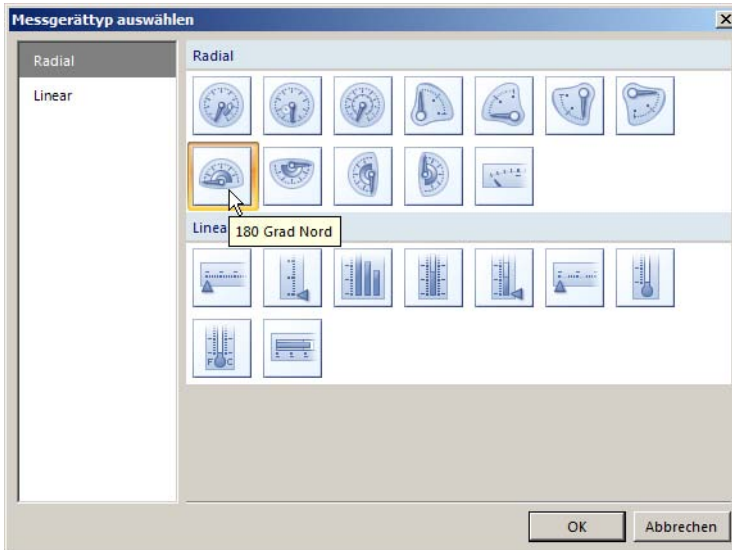 Messgerättyp auswählen
Radial
Linear
Radial
Linea
180 Grad Nord
F C
OK
Abbrechen